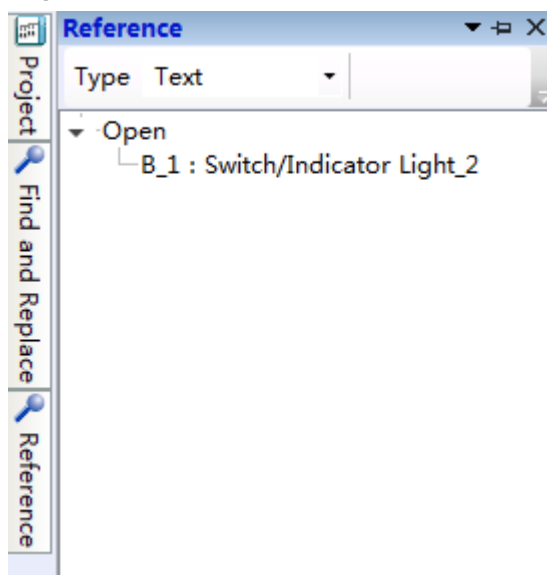 Reference
Type Text
Open
B_1 : Switch/Indicator Light_2
Project
Find and Replace
Reference